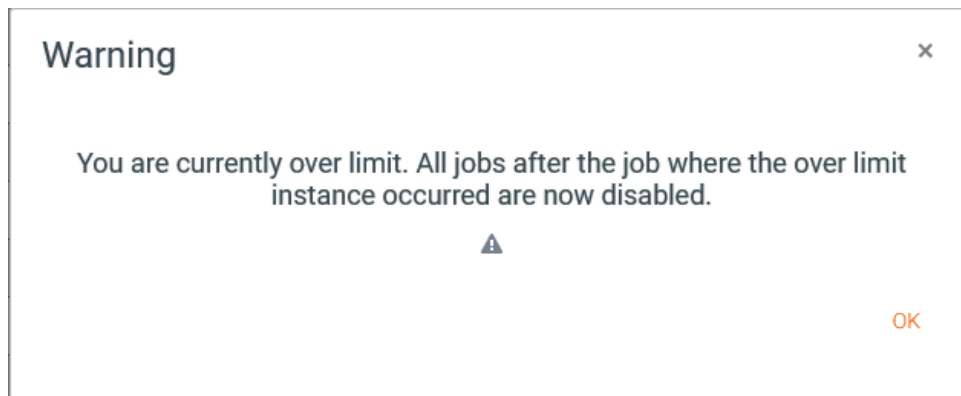 Warning
×
You are currently over limit. All jobs after the job where the over limit
instance occurred are now disabled.
OK